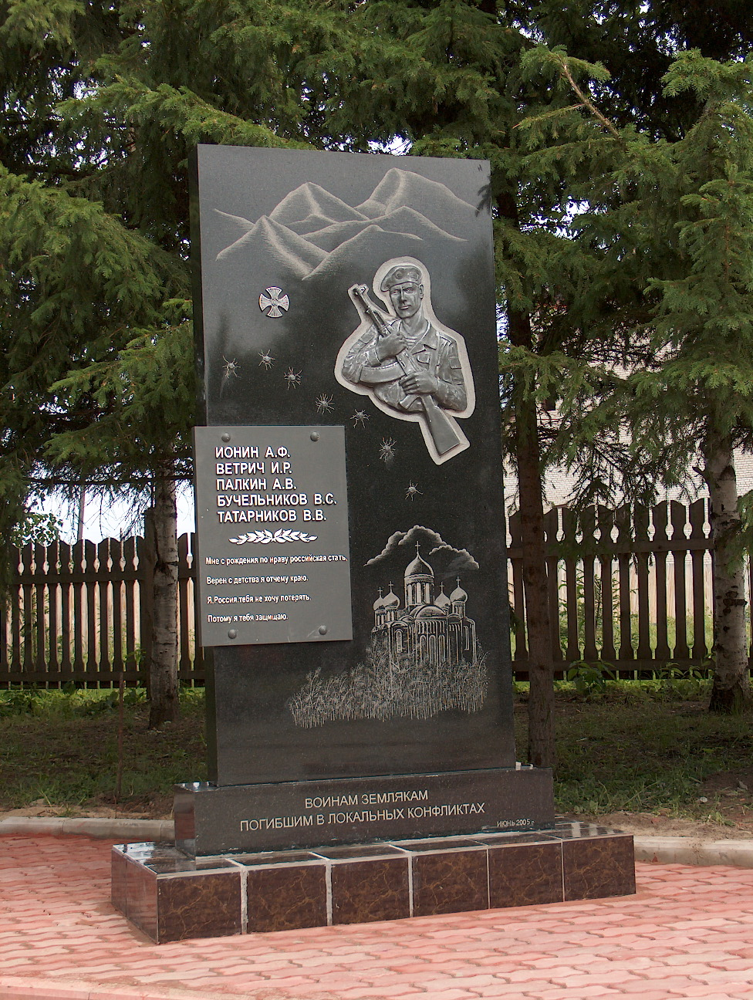 ИОНИН А.Ф.
ВЕТРИЧ И.Р.
ПАЛКИН А.В.
БУЧЕЛЬНИКОВ В.С.
ТАТАРНИКОВ В.В.
Мне с рождения по нраву российская стать,
Верен с детства я отчему краю.
Я,Россия,тебя не хочу потерять,
Потому я тебя защищаю.
ВОИНАМ ЗЕМЛЯКАМ
ПОГИБШИМ В ЛОКАЛЬНЫХ КОНФЛИКТАХ
ИЮНЬ 2005 г.